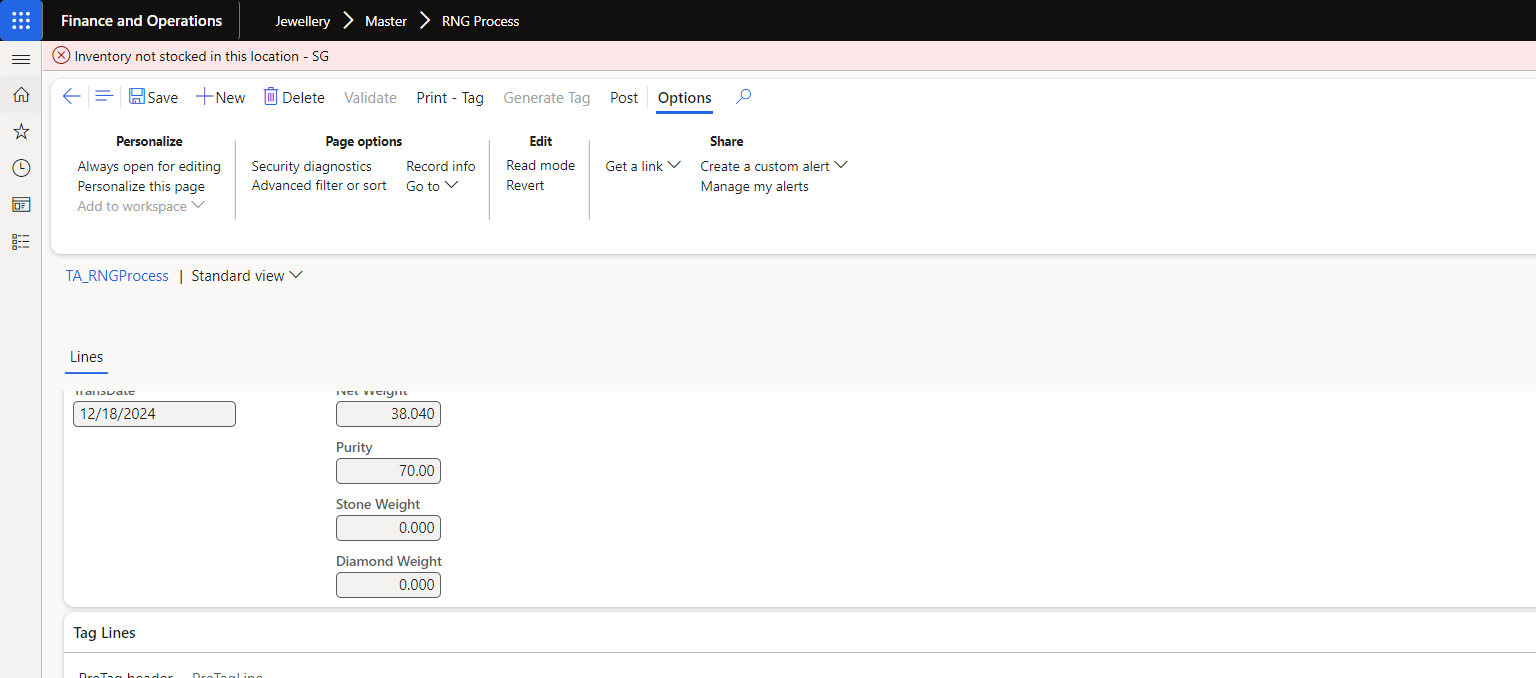 Finance and Operations
Jewellery > Master > RNG Process
Inventory not stocked in this location - SG
Save
New
Delete
Validate
Print - Tag
Generate Tag
Post
Options
Personalize
Always open for editing
Personalize this page
Add to workspace
Page options
Security diagnostics
Advanced filter or sort
Record info
Go to
Edit
Read mode
Revert
Share
Get a link
Create a custom alert
Manage my alerts
TA_RNGProcess | Standard view
Lines
TransDate
12/18/2024
Net Weight
38.040
Purity
70.00
Stone Weight
0.000
Diamond Weight
0.000
Tag Lines
ProTag header
ProTagLine